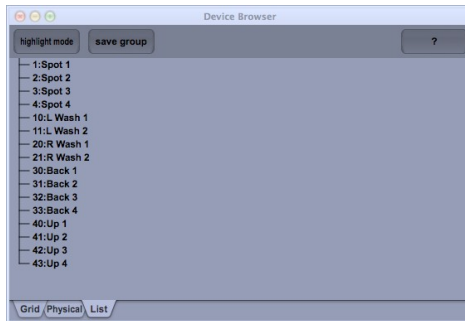 Device Browser
highlight mode save group ?
1:Spot 1
2:Spot 2
3:Spot 3
4:Spot 4
10:L Wash 1
11:L Wash 2
20:R Wash 1
21:R Wash 2
30:Back 1
31:Back 2
32:Back 3
33:Back 4
40:Up 1
41:Up 2
42:Up 3
43:Up 4
Grid Physical List